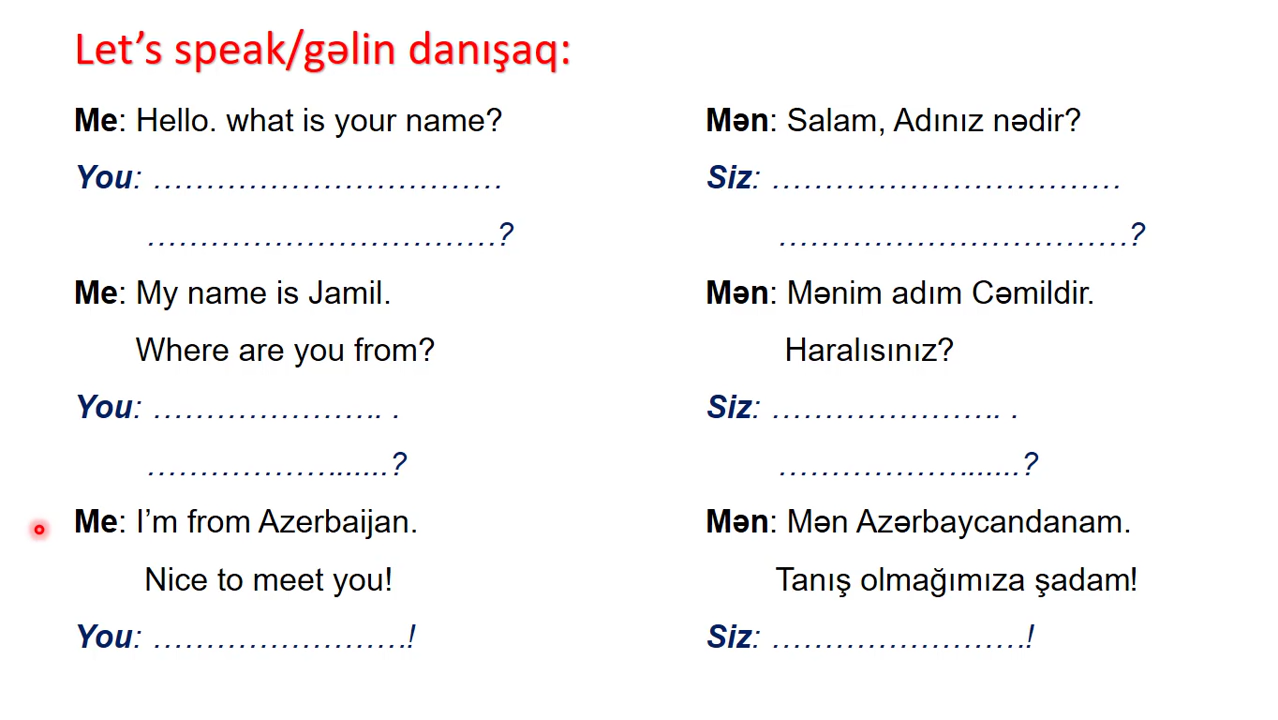 Let's speak/gəlin danışaq:
Me: Hello. what is your name?
You: ……………………………
……………………………?
Me: My name is Jamil.
Where are you from?
You: …………………. .
………………......?
Me: I'm from Azerbaijan.
Nice to meet you!
You: ……………………!
Mən: Salam, Adınız nədir?
Siz: ……………………………
……………………………?
Mən: Mənim adım Cəmildir.
Haralısınız?
Siz: …………………. .
………………......?
Mən: Mən Azərbaycandanam.
Tanış olmağımıza şadam!
Siz: ……………………!